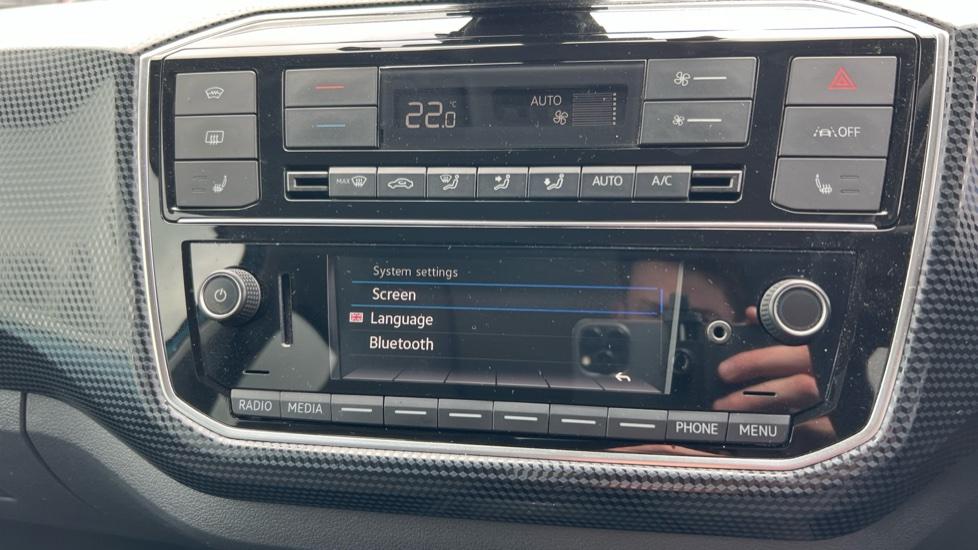 22.0 °C AUTO
OFF
MAX AUTO A/C
System settings
Screen
Language
Bluetooth
RADIO MEDIA PHONE MENU